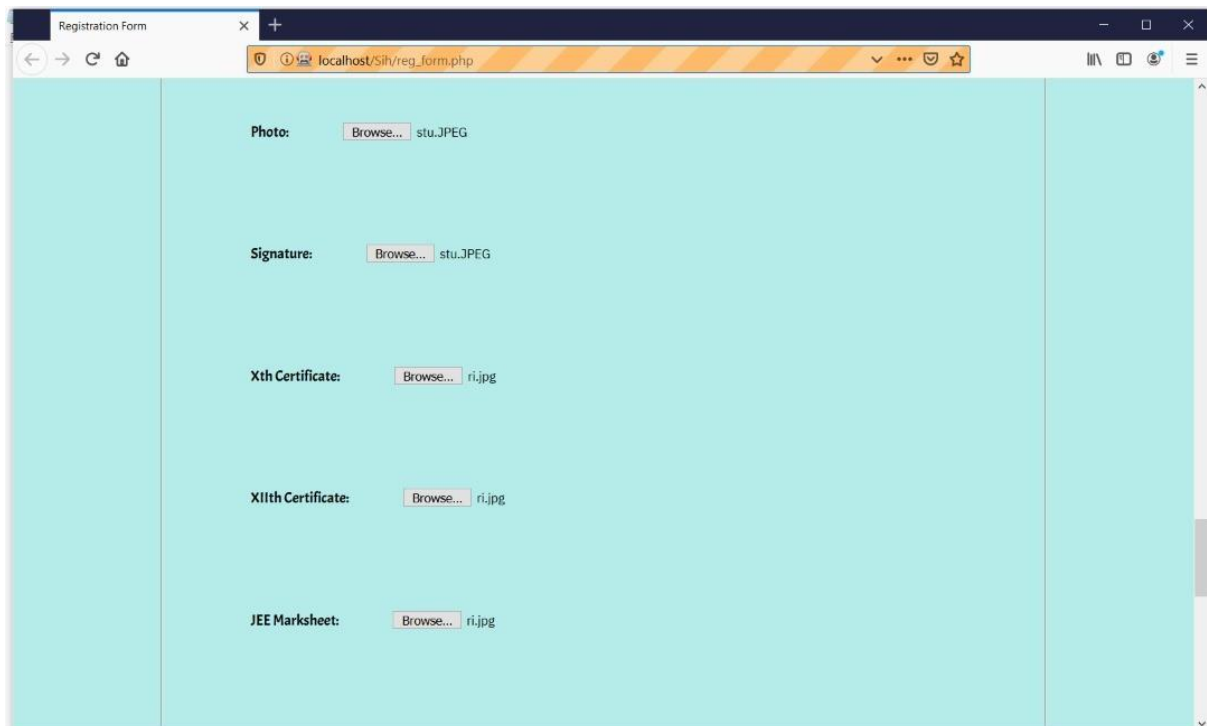 Registration Form
localhost/Sih/reg_form.php
Photo: Browse... stu.JPEG
Signature: Browse... stu.JPEG
Xth Certificate: Browse... ri.jpg
XIIth Certificate: Browse... ri.jpg
JEE Marksheet: Browse... ri.jpg